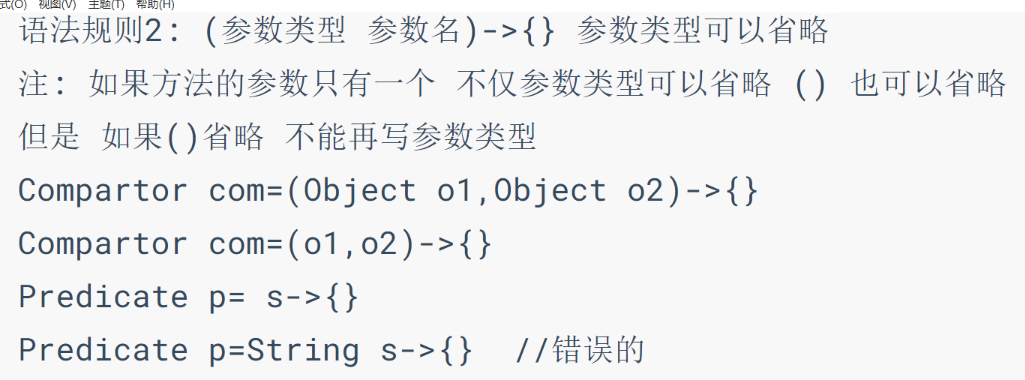 式(O) 视图(V) 主题(T) 帮助(H)
语法规则2: (参数类型 参数名)->{} 参数类型可以省略
注: 如果方法的参数只有一个 不仅参数类型可以省略 () 也可以省略
但是 如果()省略 不能再写参数类型
Compartor com=(Object o1,Object o2)->{}
Compartor com=(o1,o2)->{}
Predicate p= s->{}
Predicate p=String s->{} //错误的